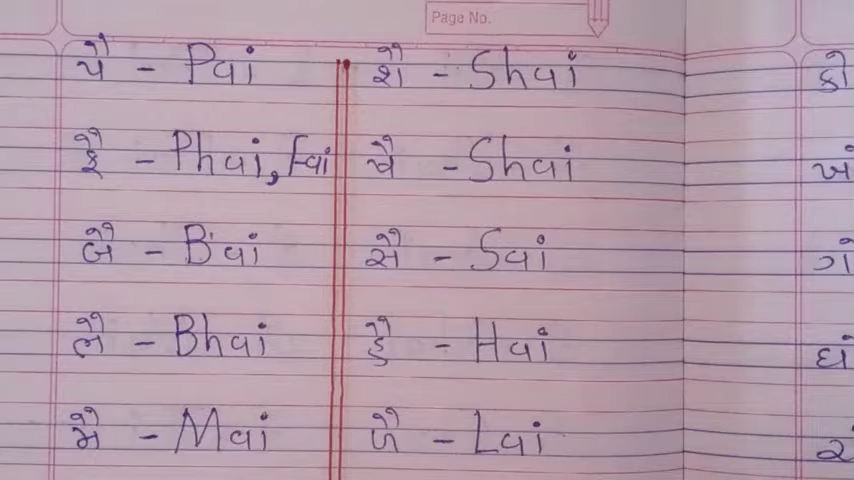 Page No.
પૈ - Pai
ફૈ - Phai, Fai
બૈ - Bai
ભૈ - Bhai
મૈ - Mai
શૈ - Shai
ષૈ - Shai
સૈ - Sai
હૈ - Hai
ળૈ - Lai